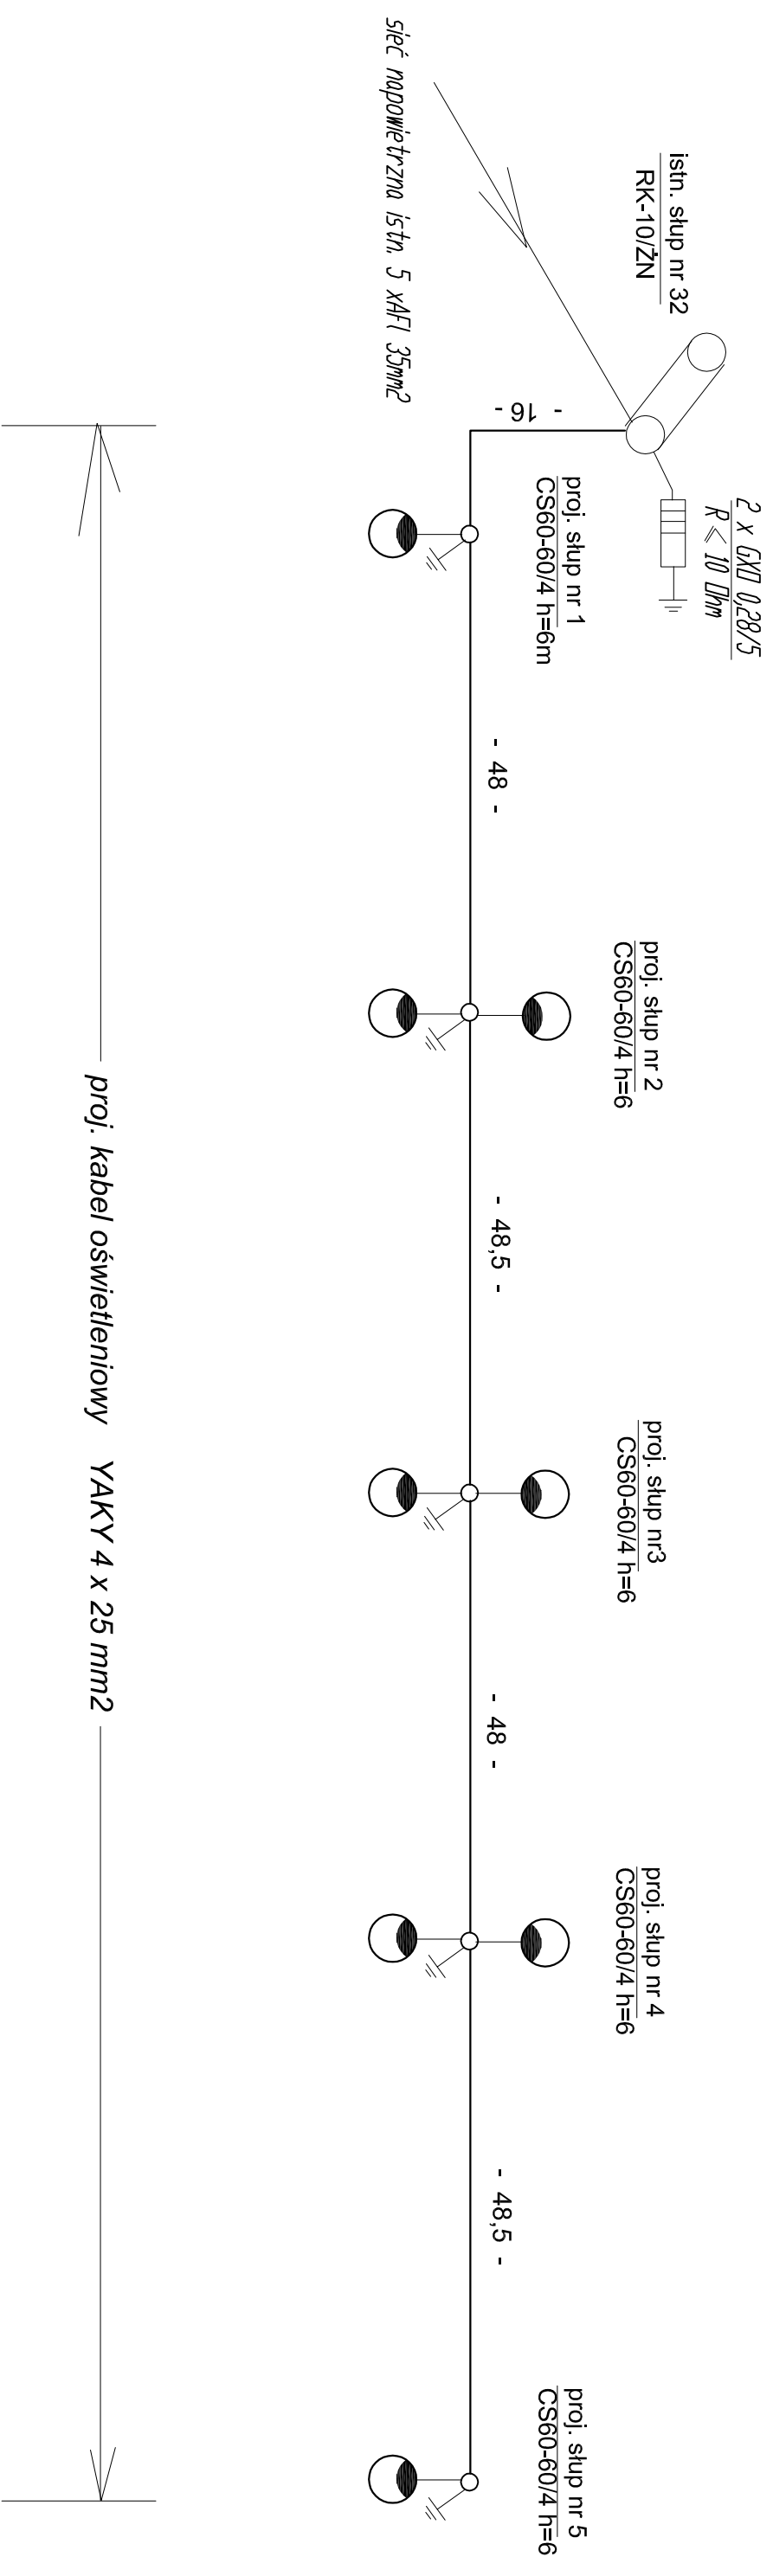 istn. słup nr 32
RK-10/ŻN
2 x GXO 0,28/5
R < 10 Ohm
sieć napowietrzna istn. 5 xAFl 35mm2
- 16 -
proj. słup nr 1
CS60-60/4 h=6m
- 48 -
proj. słup nr 2
CS60-60/4 h=6
- 48,5 -
proj. słup nr3
CS60-60/4 h=6
- 48 -
proj. słup nr 4
CS60-60/4 h=6
- 48,5 -
proj. słup nr 5
CS60-60/4 h=6
proj. kabel oświetleniowy YAKY 4 x 25 mm2